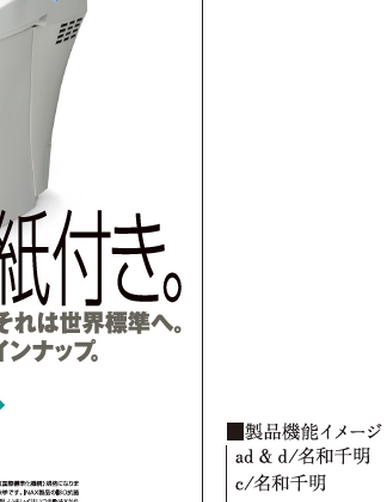 紙付き。
それは世界標準へ。
インナップ。
■製品機能イメージ
ad & d/名和千明
c/名和千明